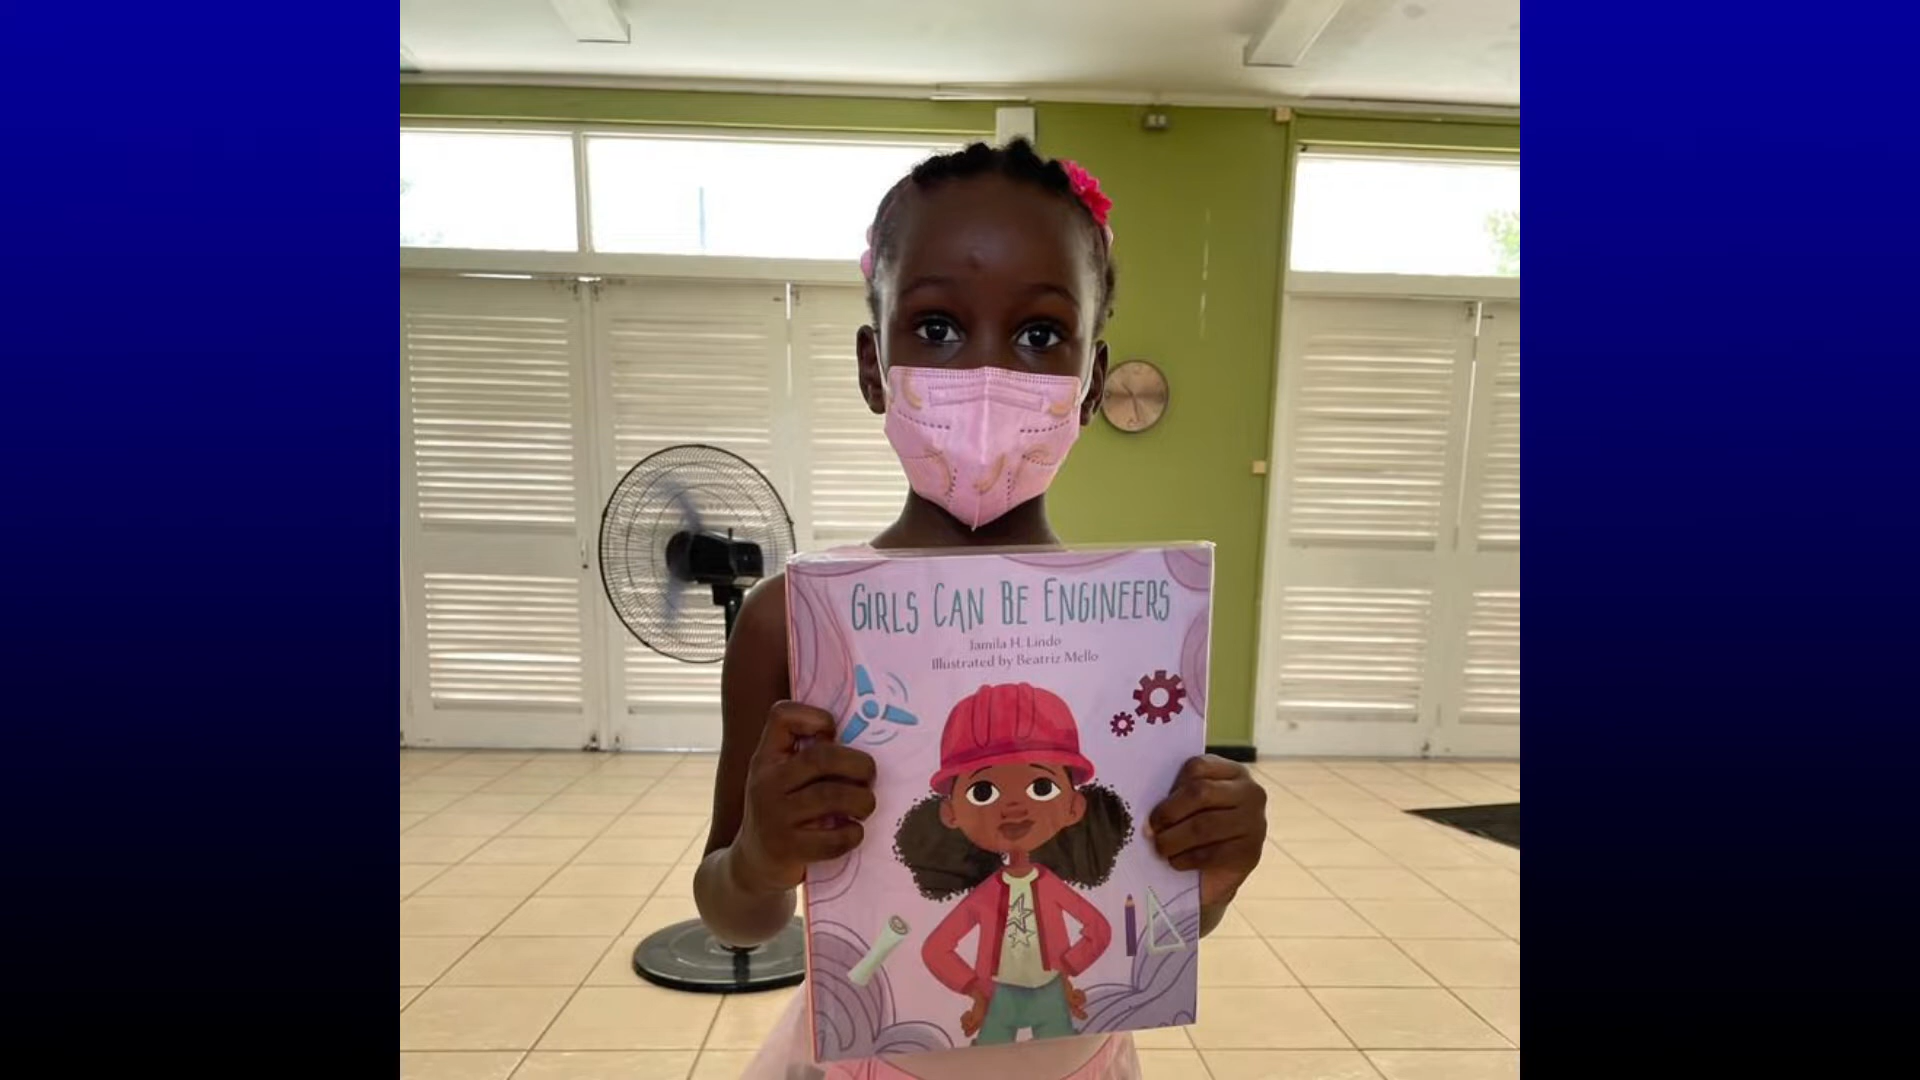 GIRLS CAN BE ENGINEERS
Jamila H. Lindo
Illustrated by Beatriz Mello